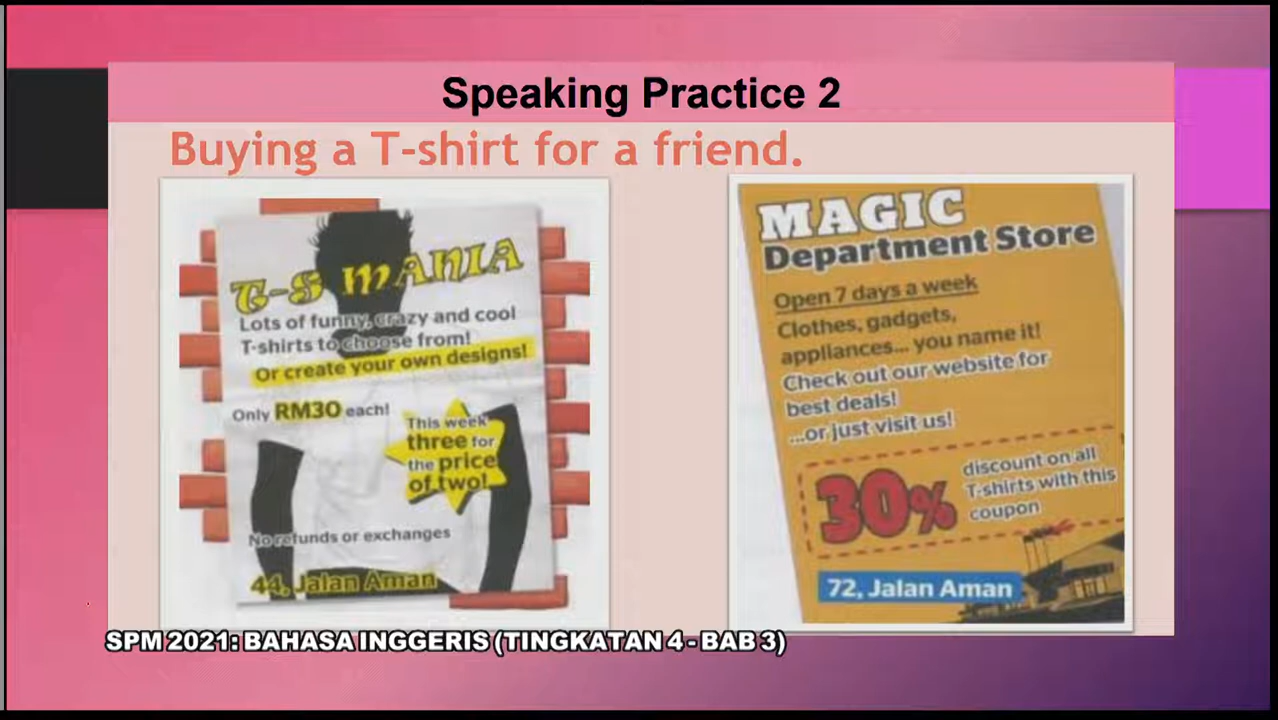 Speaking Practice 2
Buying a T-shirt for a friend.
T-S MANIA
Lots of funny, crazy and cool
T-shirts to choose from!
Or create your own designs!
Only RM30 each!
This week
three for
the price
of two!
No refunds or exchanges
44, Jalan Aman
MAGIC
Department Store
Open 7 days a week
Clothes, gadgets,
appliances... you name it!
Check out our website for
best deals!
...or just visit us!
30%
discount on all
T-shirts with this
coupon
72, Jalan Aman
SPM 2021: BAHASA INGGERIS (TINGKATAN 4 - BAB 3)